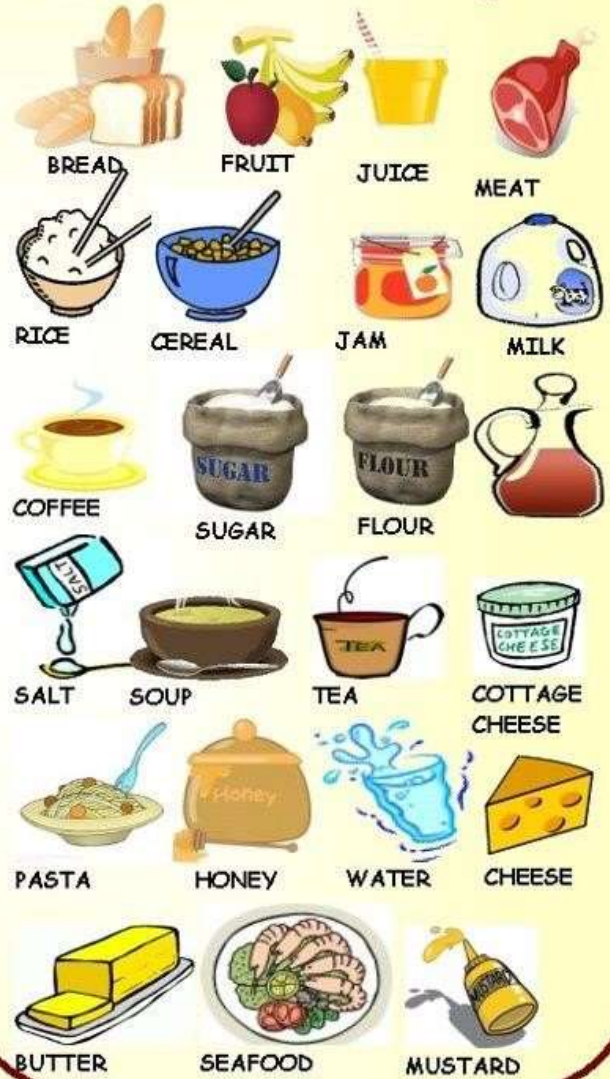 BREAD
FRUIT
JUICE
MEAT
RICE
CEREAL
JAM
MILK
SUGAR
FLOUR
COFFEE
SUGAR
FLOUR
SALT
TEA
COTTAGE
CHEESE
SALT
SOUP
TEA
COTTAGE
CHEESE
Honey
PASTA
HONEY
WATER
CHEESE
MUSTARD
BUTTER
SEAFOOD
MUSTARD